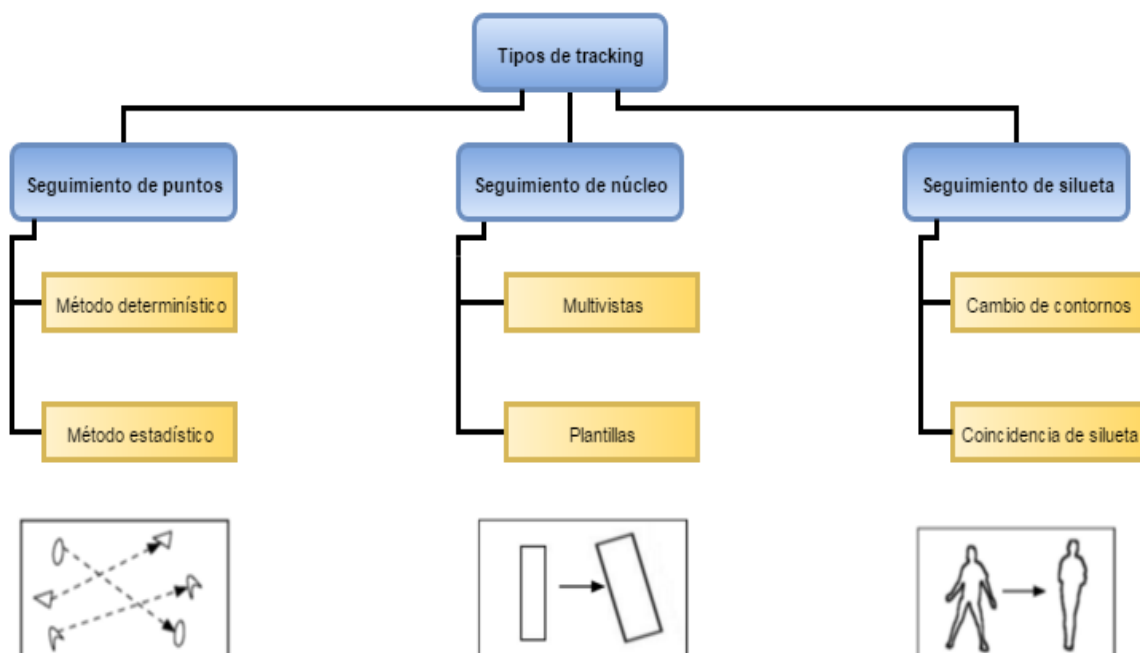 Tipos de tracking
Seguimiento de puntos
Seguimiento de núcleo
Seguimiento de silueta
Método determínístico
Multivistas
Cambio de contornos
Método estadístico
Plantillas
Coincidencia de silueta